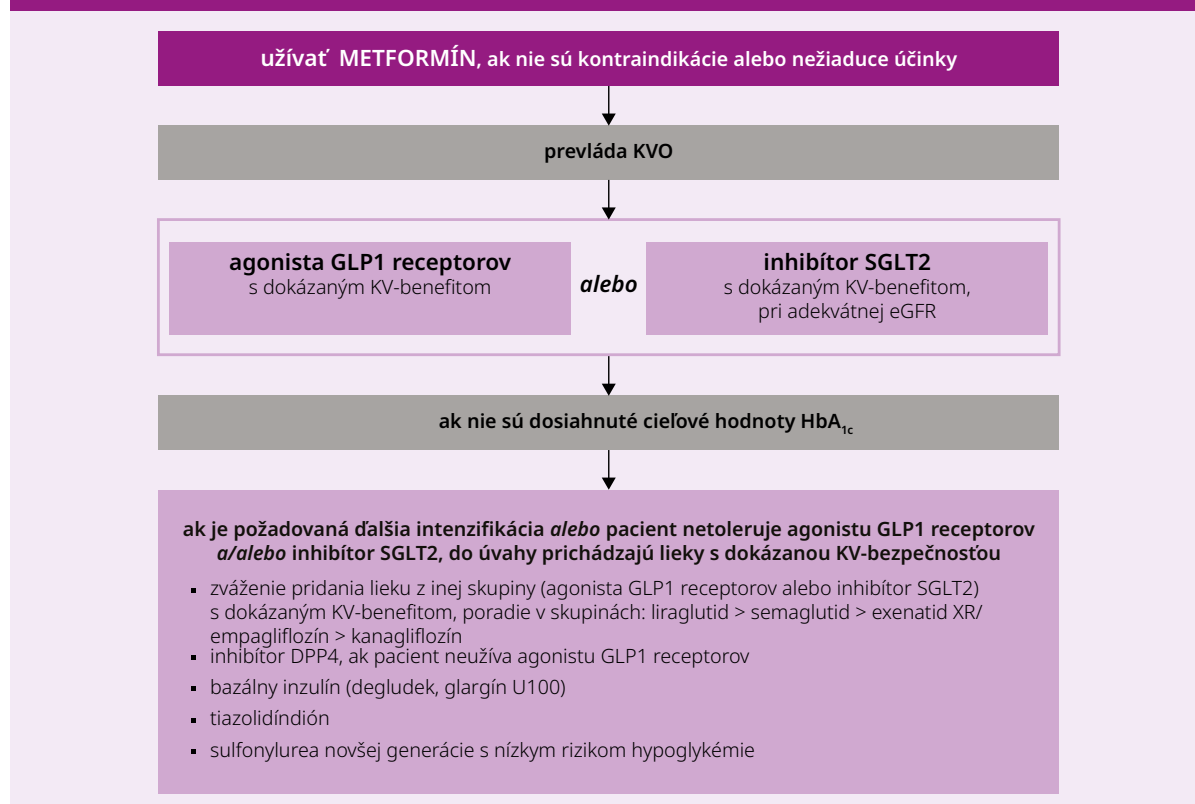 užívať METFORMÍN, ak nie sú kontraindikácie alebo nežiaduce účinky
prevláda KVO
agonista GLP1 receptorov
s dokázaným KV-benefitom
alebo
inhibítor SGLT2
s dokázaným KV-benefitom,
pri adekvátnej eGFR
ak nie sú dosiahnuté cieľové hodnoty HbA1c
ak je požadovaná ďalšia intenzifikácia alebo pacient netoleruje agonistu GLP1 receptorov
a/alebo inhibítor SGLT2, do úvahy prichádzajú lieky s dokázanou KV-bezpečnosťou
▪ zváženie pridania lieku z inej skupiny (agonista GLP1 receptorov alebo inhibítor SGLT2)
s dokázaným KV-benefitom, poradie v skupinách: liraglutid > semaglutid > exenatid XR/
empagliflozín > kanagliflozín
▪ inhibítor DPP4, ak pacient neužíva agonistu GLP1 receptorov
▪ bazálny inzulín (degludek, glargín U100)
▪ tiazolidíndión
▪ sulfonylurea novšej generácie s nízkym rizikom hypoglykémie